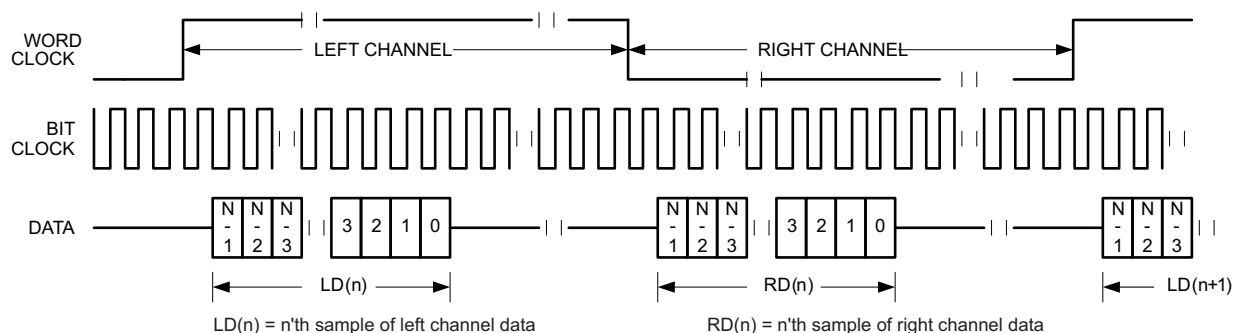 WORD
CLOCK
LEFT CHANNEL
RIGHT CHANNEL
BIT
CLOCK
DATA
N-1 N-2 N-3 3 2 1 0 N-1 N-2 N-3 3 2 1 0 N-1 N-2 N-3
LD(n) RD(n) LD(n+1)
LD(n) = n'th sample of left channel data
RD(n) = n'th sample of right channel data